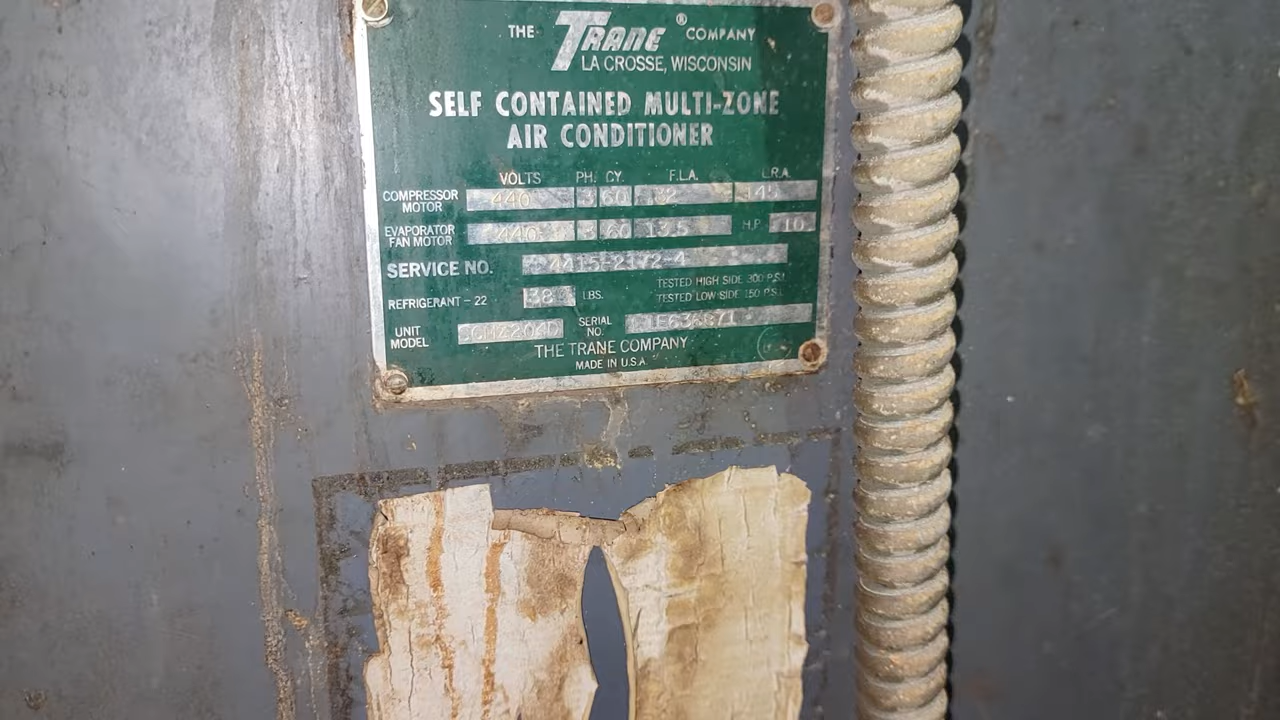 THE TRANE ® COMPANY
LA CROSSE, WISCONSIN
SELF CONTAINED MULTI-ZONE
AIR CONDITIONER
VOLTS PH. CY. F.L.A. L.R.A.
COMPRESSOR MOTOR 440 3 60
EVAPORATOR FAN MOTOR 440 3 60 13.5 H.P. 10
SERVICE NO.
REFRIGERANT - 22 38 LBS.
TESTED HIGH SIDE 300 P.S.I.
TESTED LOW SIDE 150 P.S.I.
UNIT MODEL SERIAL NO.
THE TRANE COMPANY
MADE IN U.S.A.